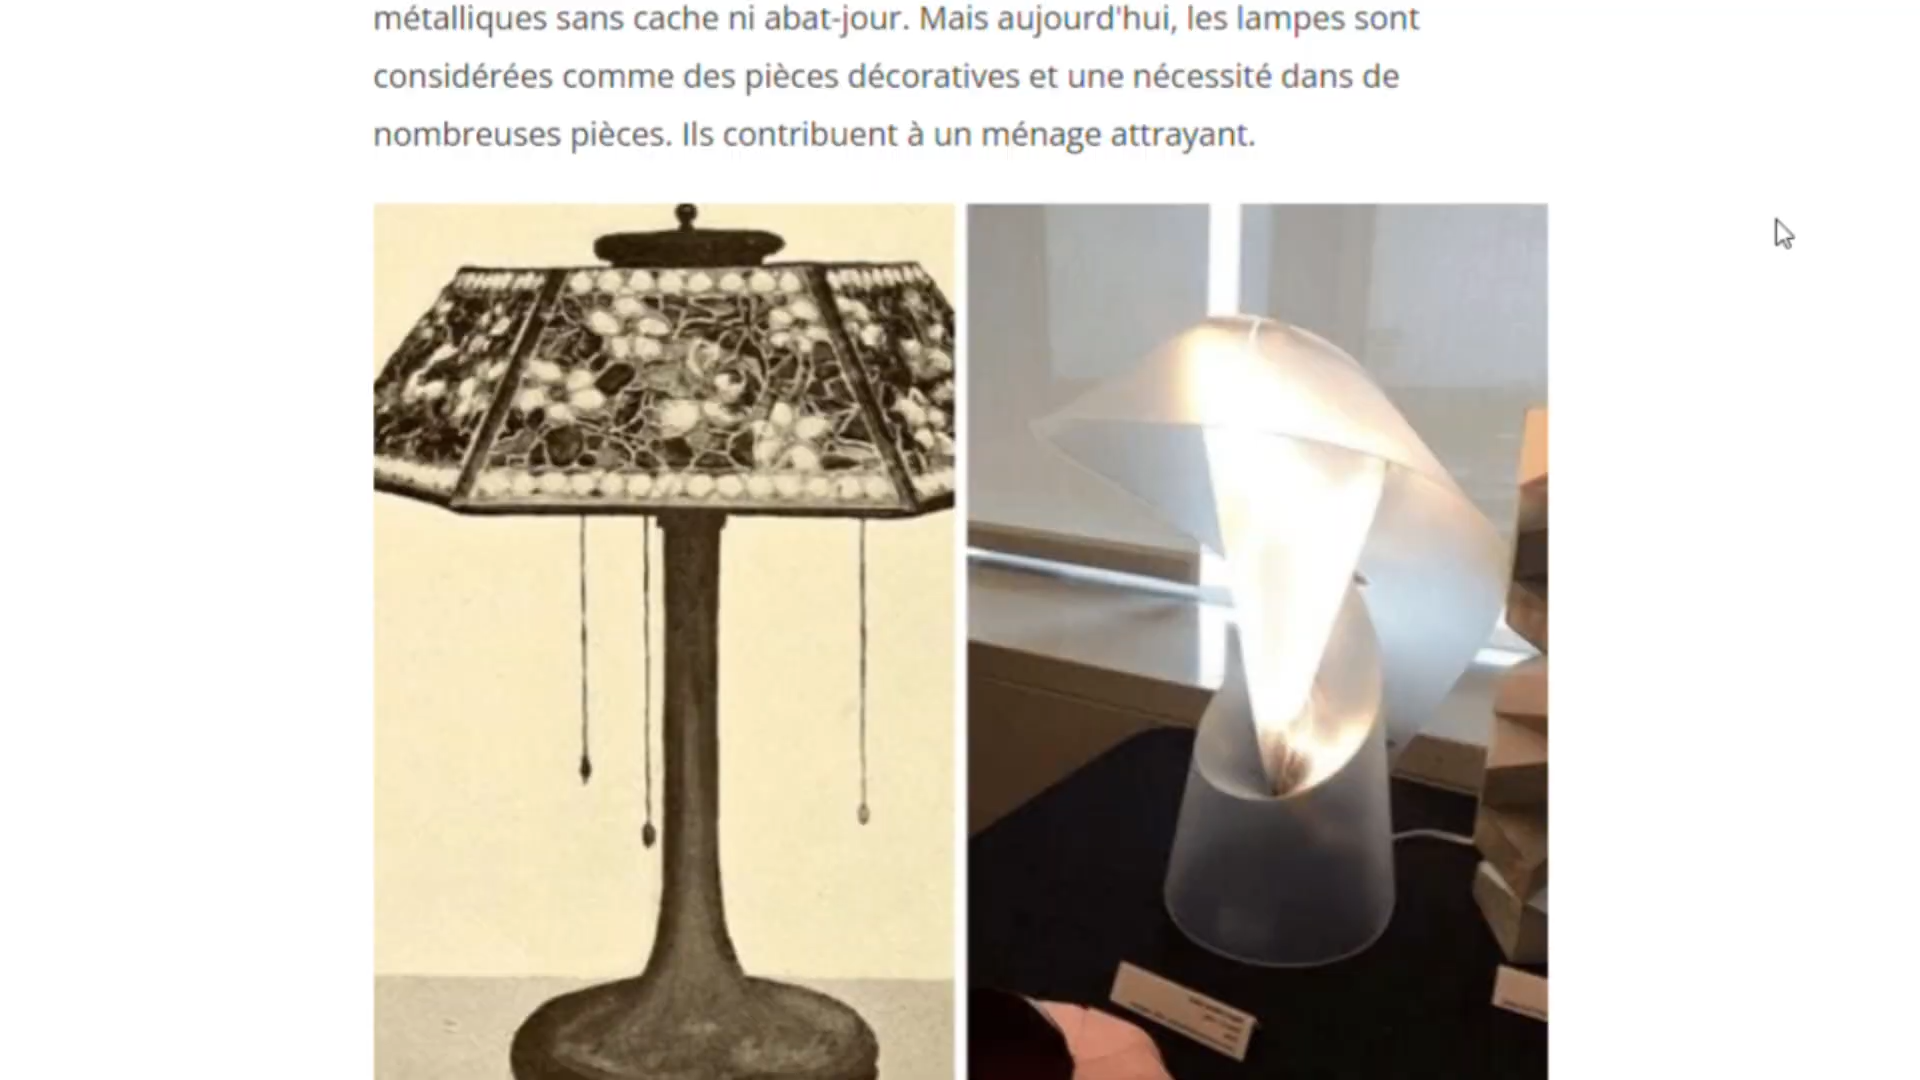 métalliques sans cache ni abat-jour. Mais aujourd'hui, les lampes sont
considérées comme des pièces décoratives et une nécessité dans de
nombreuses pièces. Ils contribuent à un ménage attrayant.